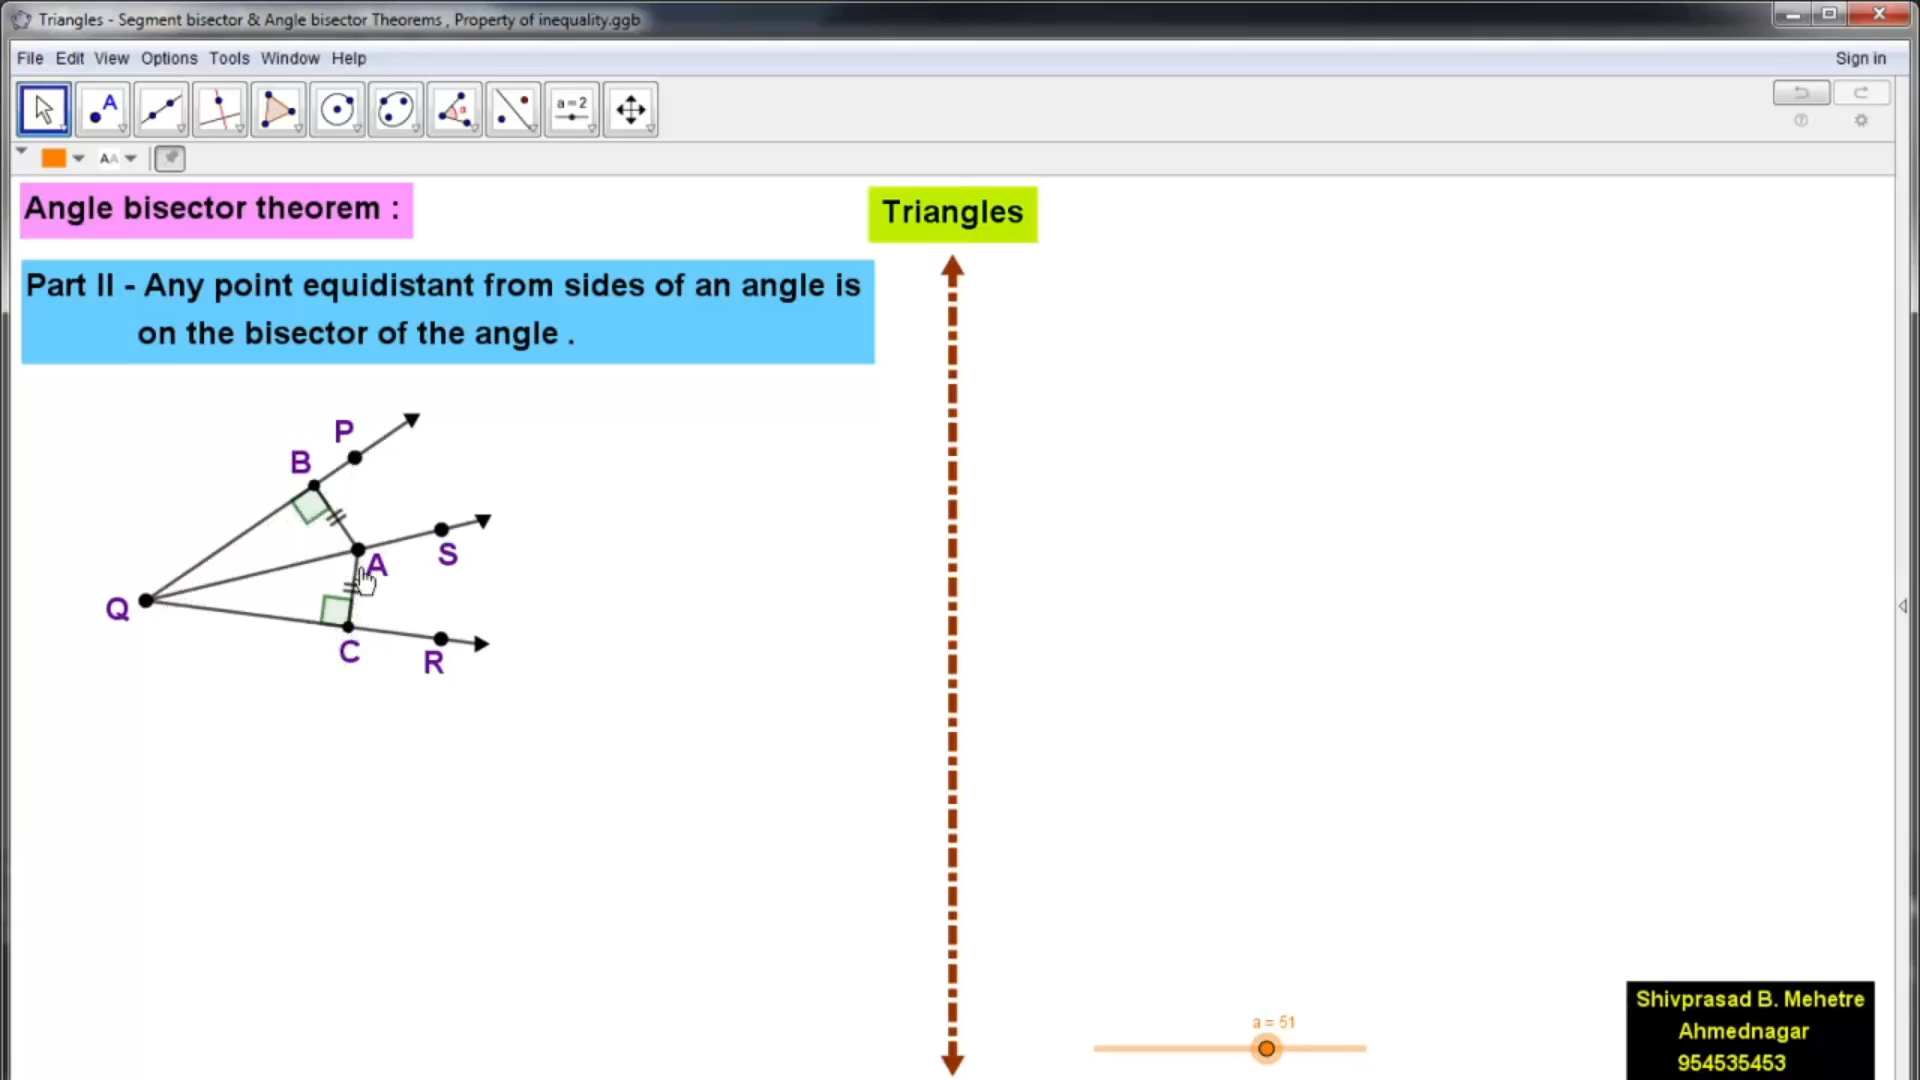 Triangles - Segment bisector & Angle bisector Theorems , Property of inequality.ggb
File Edit View Options Tools Window Help
Sign in
A
α
a = 2
AA
Angle bisector theorem :
Triangles
Part II - Any point equidistant from sides of an angle is
on the bisector of the angle .
P
B
S
A
Q
C
R
a = 51
Shivprasad B. Mehetre
Ahmednagar
954535453